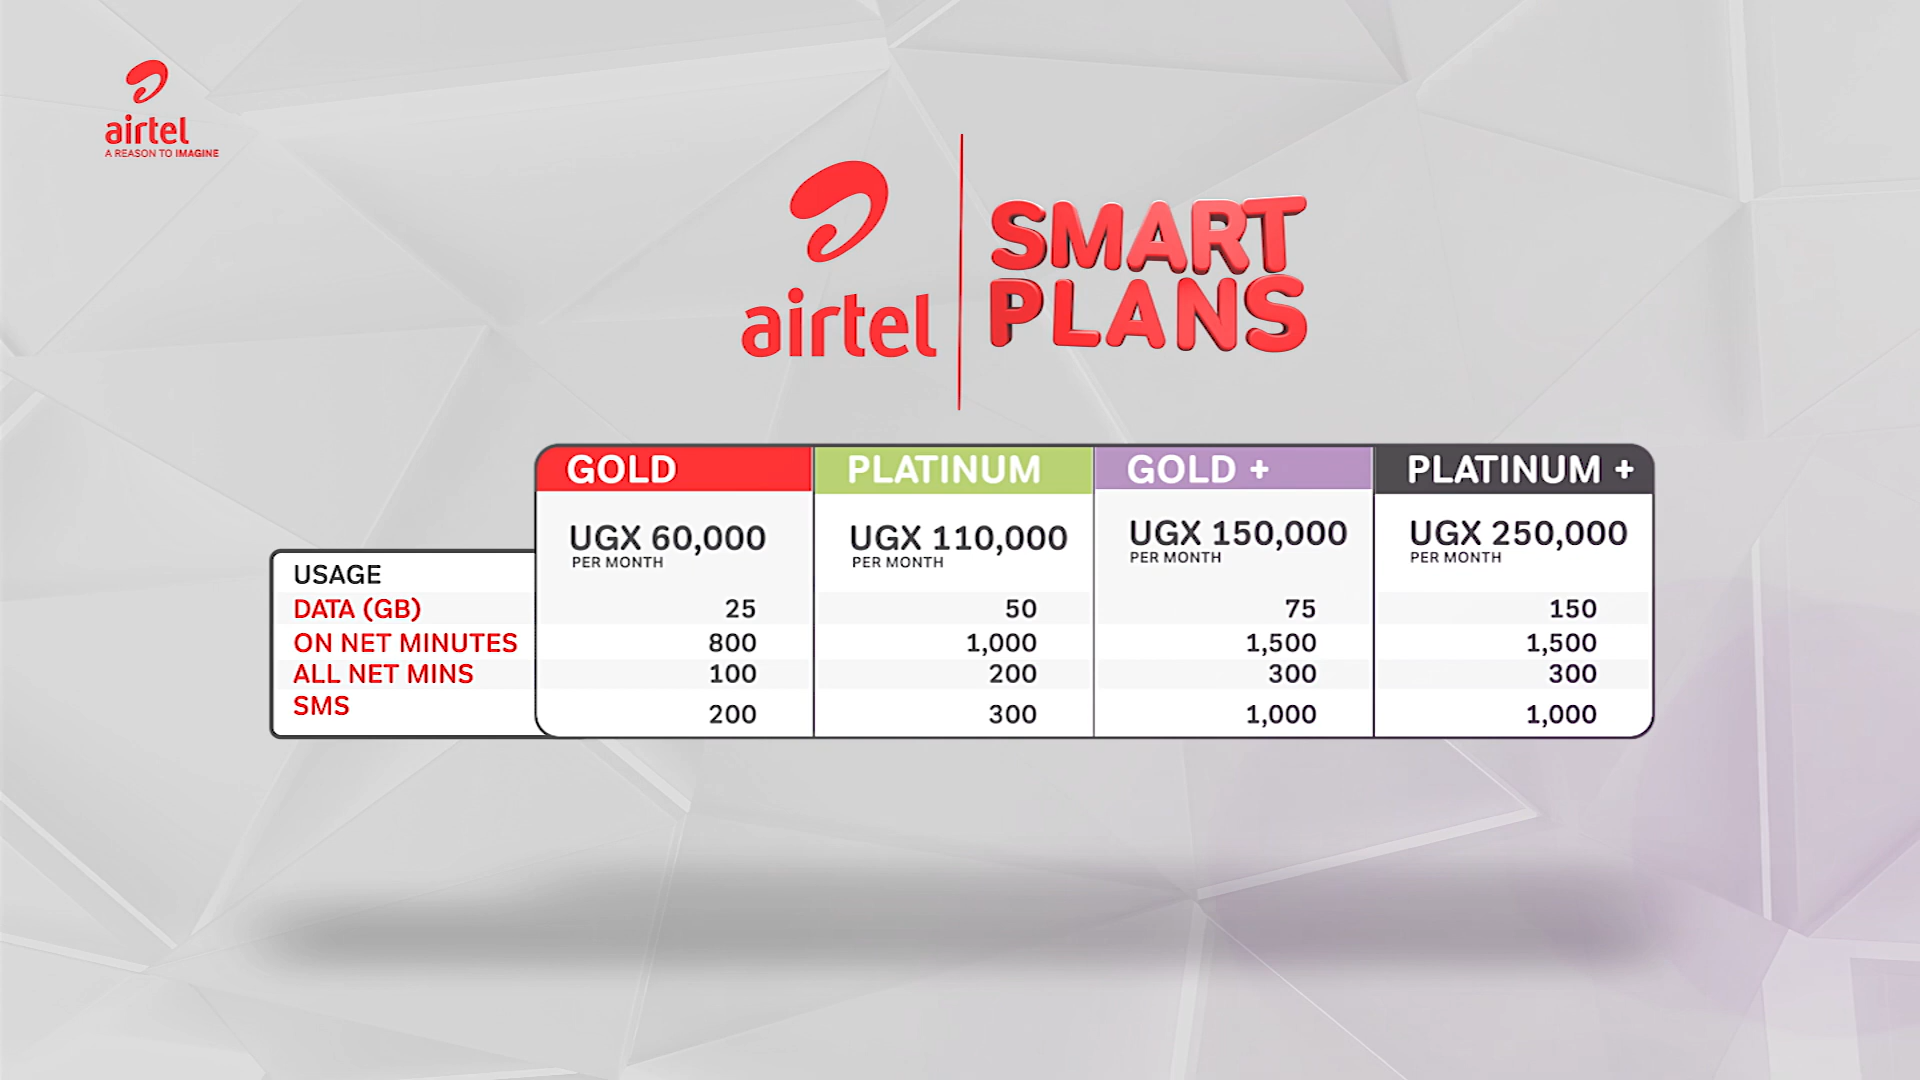 airtel
A REASON TO IMAGINE
airtel
SMART
PLANS
GOLD PLATINUM GOLD + PLATINUM +
UGX 60,000 UGX 110,000 UGX 150,000 UGX 250,000
PER MONTH PER MONTH PER MONTH PER MONTH
USAGE
DATA (GB) 25 50 75 150
ON NET MINUTES 800 1,000 1,500 1,500
ALL NET MINS 100 200 300 300
SMS 200 300 1,000 1,000